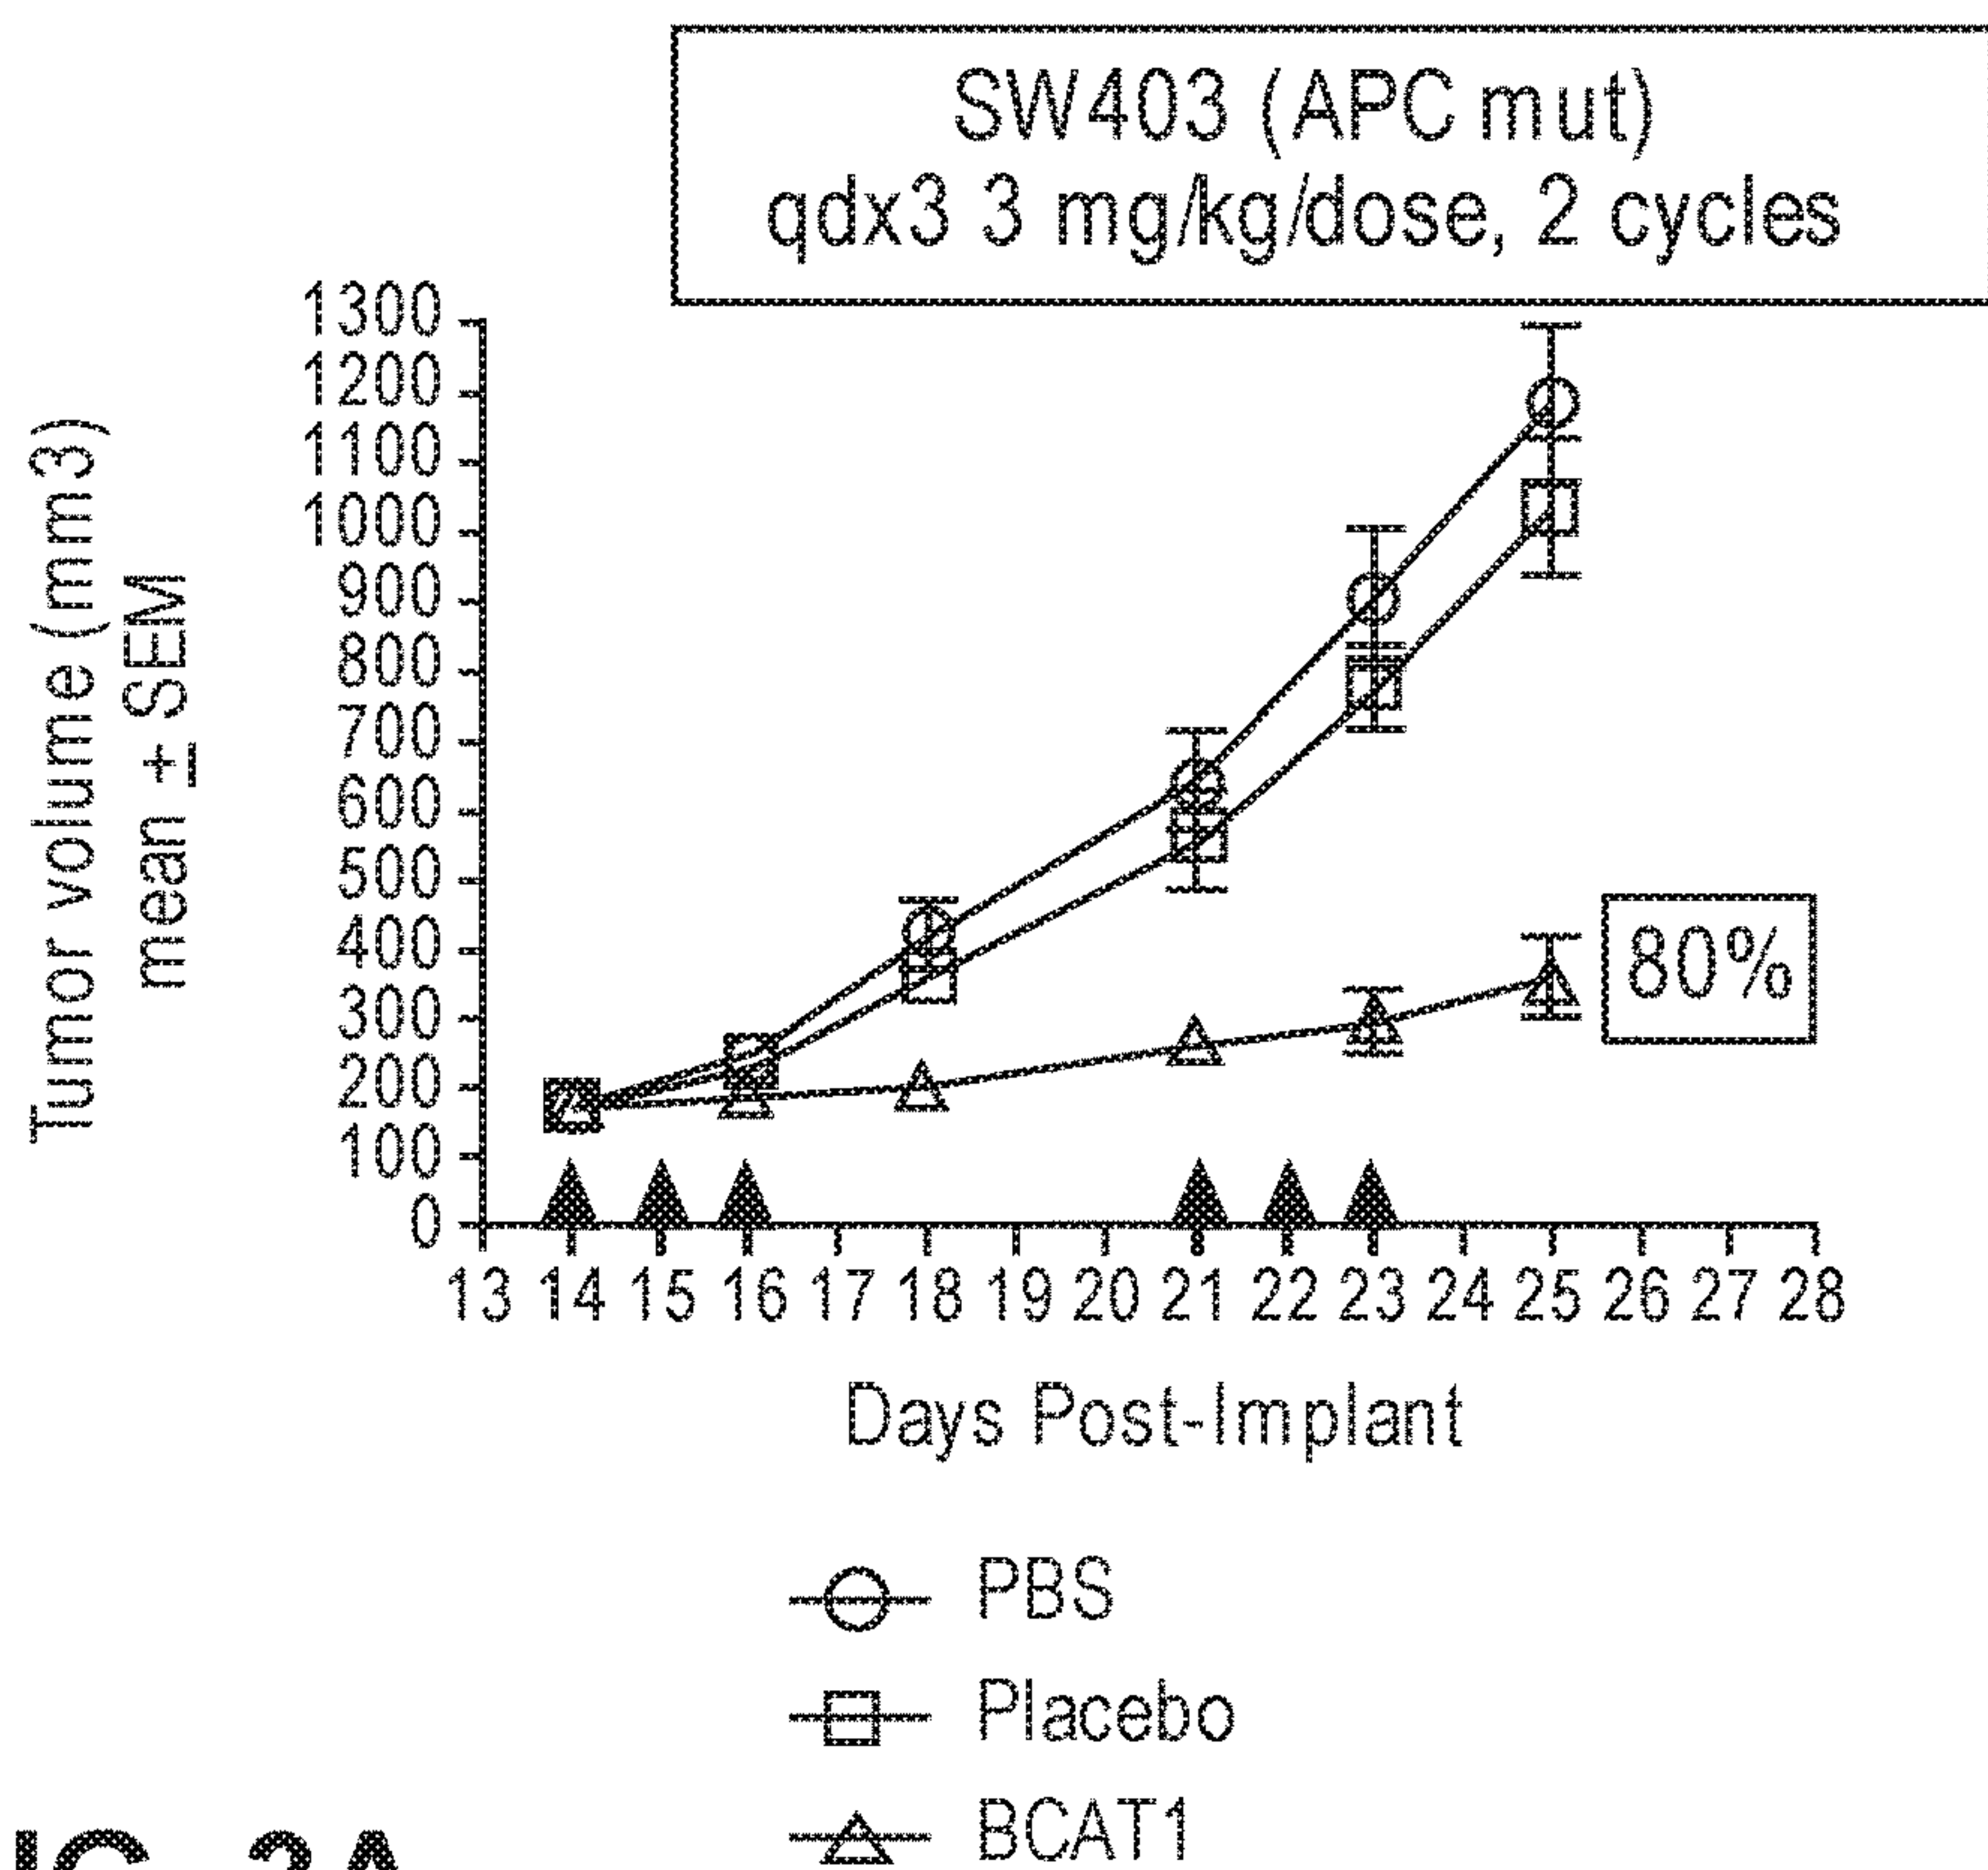 SW403 (APC mut)
qdx3 3 mg/kg/dose, 2 cycles
Tumor volume (mm3)
mean ± SEM
1300
1200
1100
1000
900
800
700
600
500
400
300
200
100
0
80%
13 14 15 16 17 18 19 20 21 22 23 24 25 26 27 28
Days Post-Implant
PBS
Placebo
BCAT1